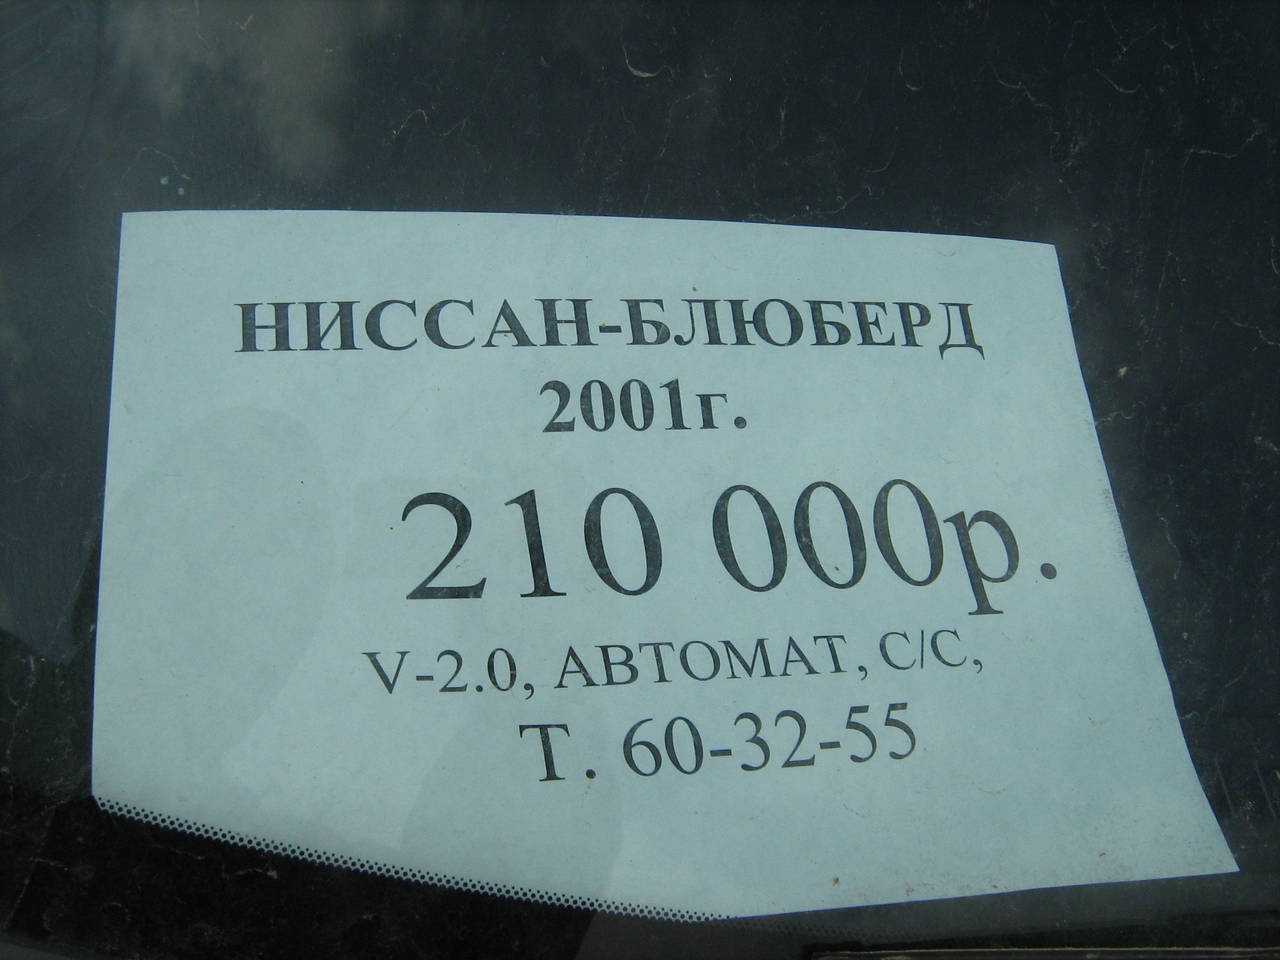 НИССАН-БЛЮБЕРД
2001г.
210 000р.
V-2.0, АВТОМАТ, С/С,
Т. 60-32-55